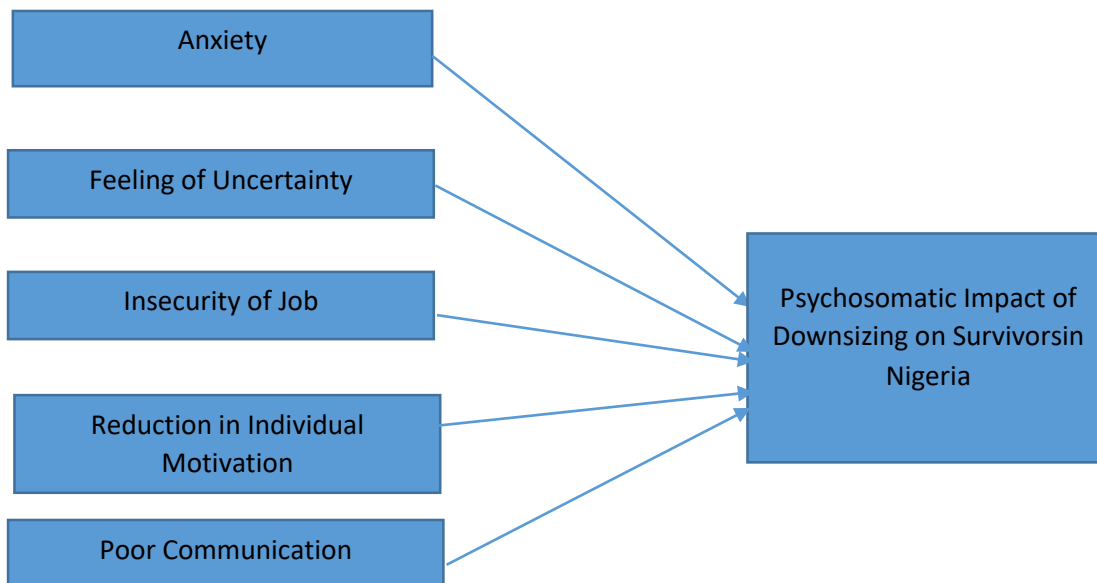 Anxiety
Feeling of Uncertainty
Insecurity of Job
Reduction in Individual
Motivation
Poor Communication
Psychosomatic Impact of
Downsizing on Survivorsin
Nigeria